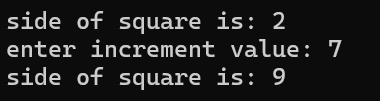 side of square is: 2
enter increment value: 7
side of square is: 9